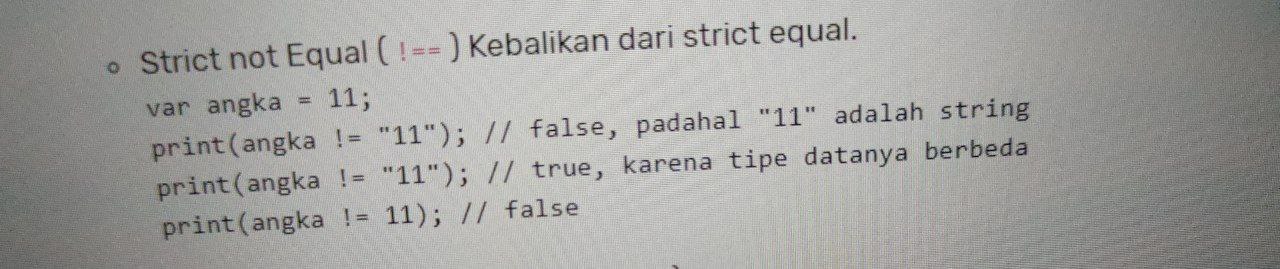 Strict not Equal ( !== ) Kebalikan dari strict equal.
var angka = 11;
print(angka != "11"); // false, padahal "11" adalah string
print(angka != "11"); // true, karena tipe datanya berbeda
print(angka != 11); // false